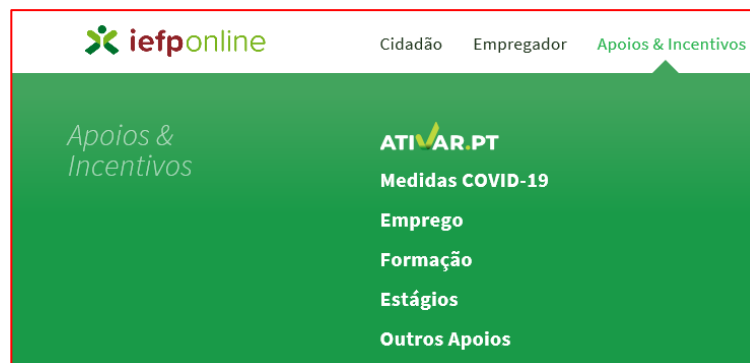 iefponline
Cidadão Empregador Apoios & Incentivos
Apoios &
Incentivos
ATIVAR.PT
Medidas COVID-19
Emprego
Formação
Estágios
Outros Apoios